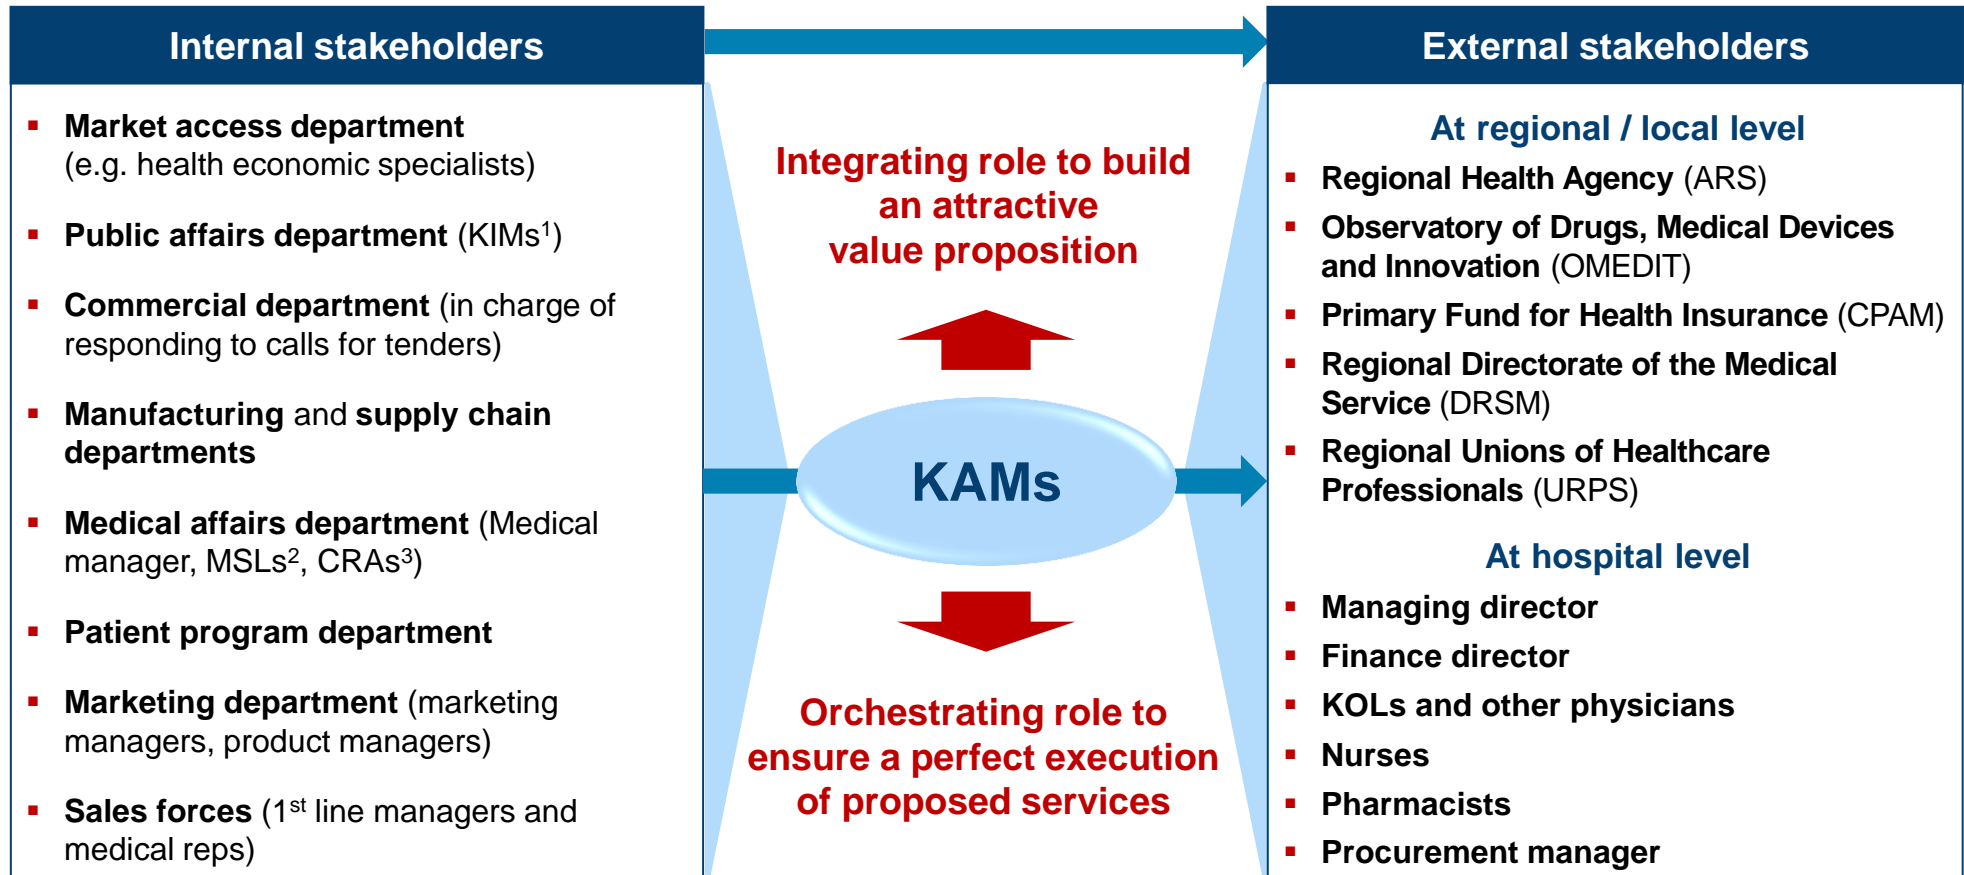 Internal stakeholders
▪ Market access department
(e.g. health economic specialists)
▪ Public affairs department (KIMs¹)
▪ Commercial department (in charge of
responding to calls for tenders)
▪ Manufacturing and supply chain
departments
▪ Medical affairs department (Medical
manager, MSLs², CRAs³)
▪ Patient program department
▪ Marketing department (marketing
managers, product managers)
▪ Sales forces (1st line managers and
medical reps)
Integrating role to build
an attractive
value proposition
KAMs
Orchestrating role to
ensure a perfect execution
of proposed services
External stakeholders
At regional / local level
▪ Regional Health Agency (ARS)
▪ Observatory of Drugs, Medical Devices
and Innovation (OMEDIT)
▪ Primary Fund for Health Insurance (CPAM)
▪ Regional Directorate of the Medical
Service (DRSM)
▪ Regional Unions of Healthcare
Professionals (URPS)
At hospital level
▪ Managing director
▪ Finance director
▪ KOLs and other physicians
▪ Nurses
▪ Pharmacists
▪ Procurement manager